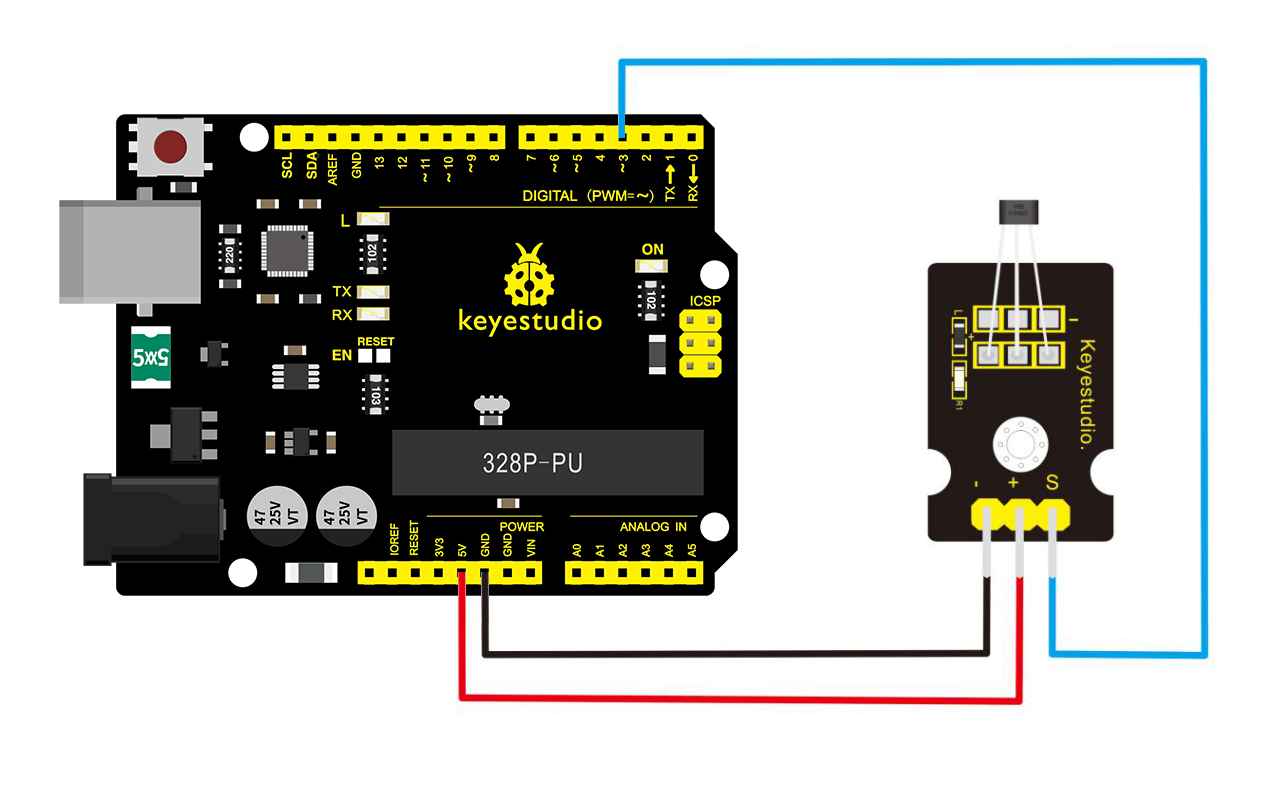 SCL
SDA
AREF
GND
13
12
~11
~10
~9
8
7
~6
~5
4
~3
2
TX→1
RX←0
DIGITAL (PWM=~)
L
220
102
TX
RX
ON
102
ICSP
keyestudio
RESET
EN
5W5
103
328P-PU
47
25V
VT
47
25V
VT
POWER
ANALOG IN
IOREF
RESET
3V3
5V
GND
GND
VIN
A0
A1
A2
A3
A4
A5
L
+
-
R1
Keyestudio.
- + S